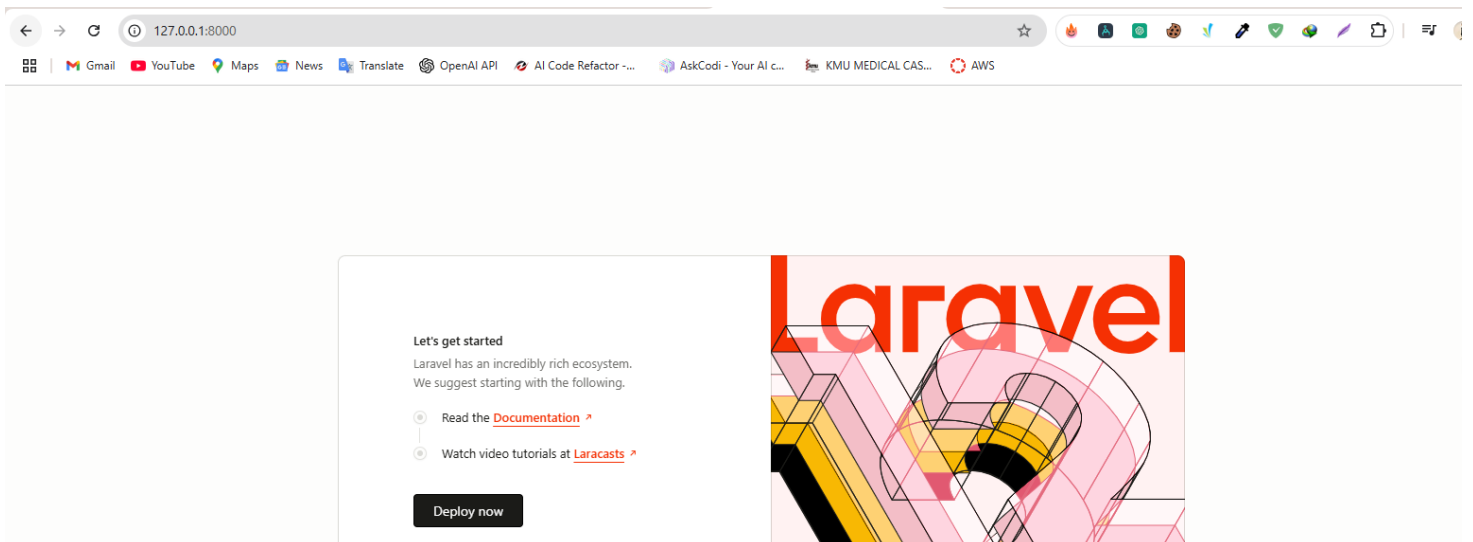 127.0.0.1:8000
Gmail YouTube Maps News Translate OpenAI API AI Code Refactor -... AskCodi - Your AI c... KMU MEDICAL CAS... AWS
Laravel
Let's get started
Laravel has an incredibly rich ecosystem.
We suggest starting with the following.
Read the Documentation
Watch video tutorials at Laracasts
Deploy now